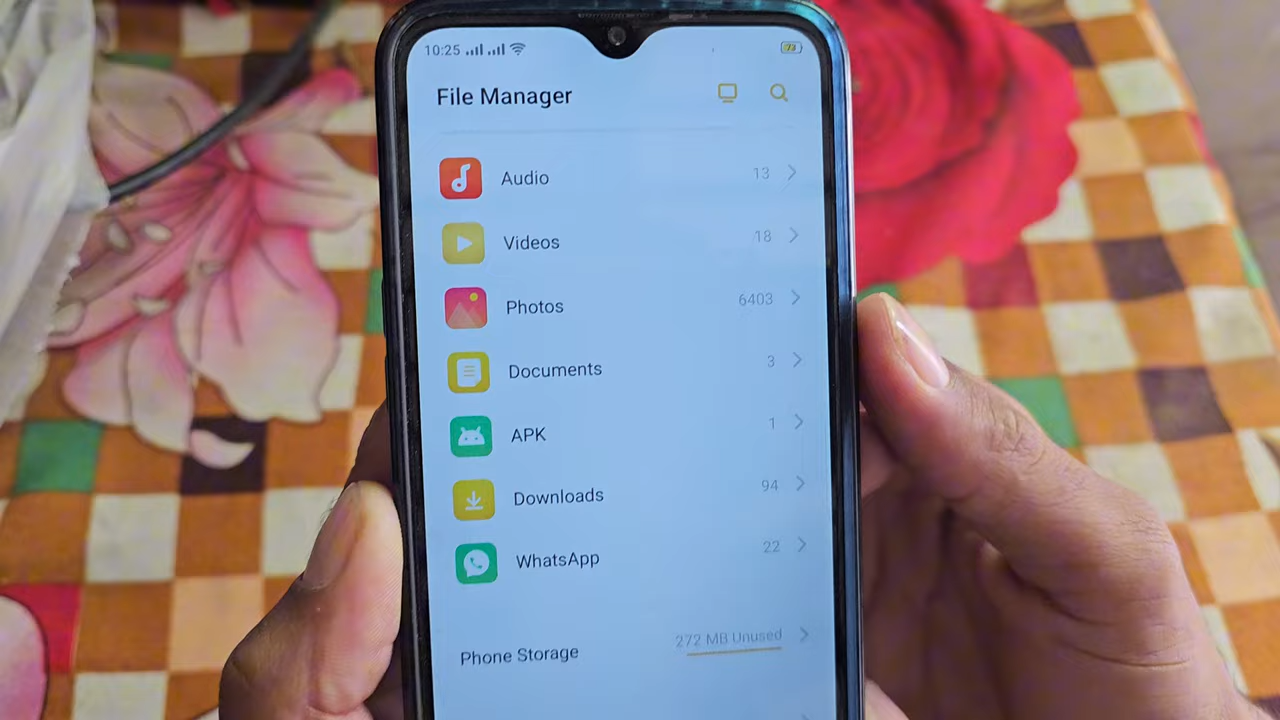 10:25 73
File Manager
Audio 13
Videos 18
Photos 6403
Documents 3
APK 1
Downloads 94
WhatsApp 22
Phone Storage 272 MB Unused